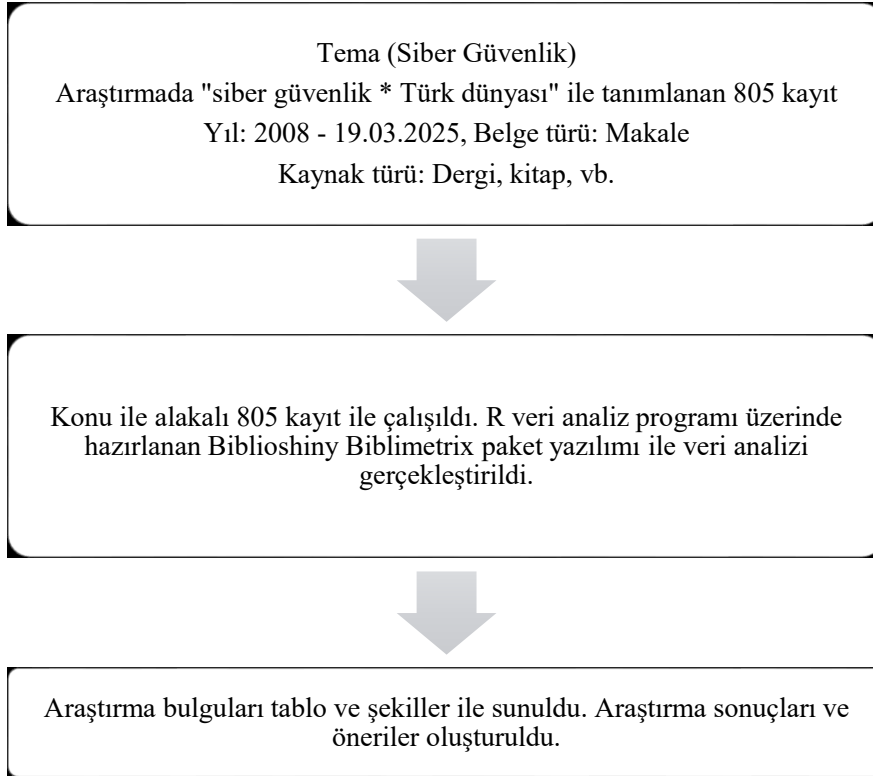 Tema (Siber Güvenlik)
Araştırmada "siber güvenlik * Türk dünyası" ile tanımlanan 805 kayıt
Yıl: 2008 - 19.03.2025, Belge türü: Makale
Kaynak türü: Dergi, kitap, vb.
Konu ile alakalı 805 kayıt ile çalışıldı. R veri analiz programı üzerinde
hazırlanan Biblioshiny Biblimetrix paket yazılımı ile veri analizi
gerçekleştirildi.
Araştırma bulguları tablo ve şekiller ile sunuldu. Araştırma sonuçları ve
öneriler oluşturuldu.